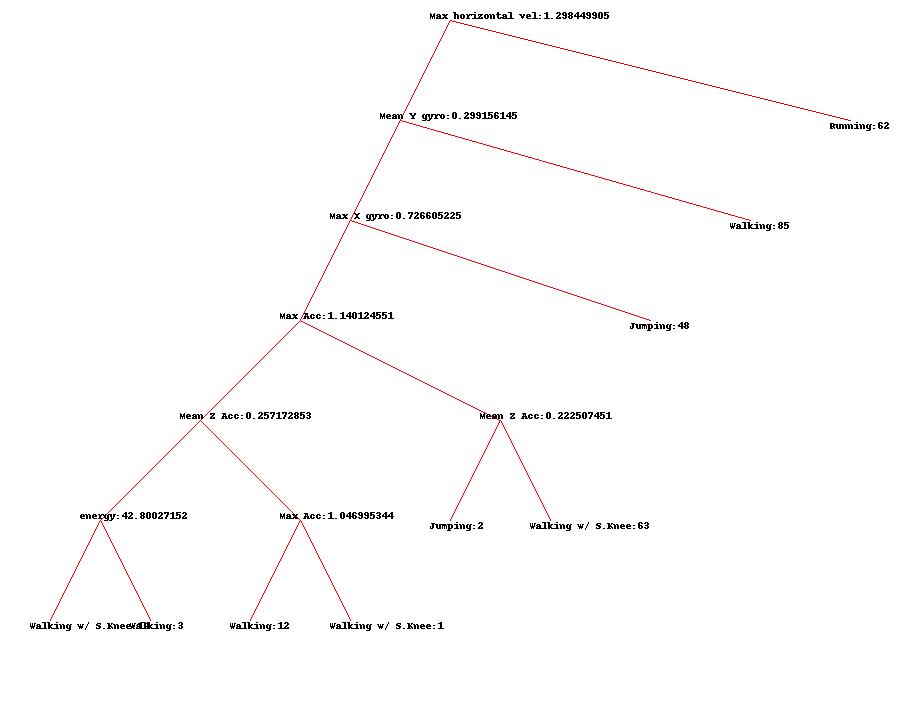 Max horizontal vel:1.298449905
Mean Y gyro:0.299156145
Running:62
Max X gyro:0.726605225
Walking:85
Max Acc:1.140124551
Jumping:48
Mean Z Acc:0.257172853
Mean Z Acc:0.222507451
energy:42.80027152
Max Acc:1.046995344
Jumping:2
Walking w/ S.Knee:63
Walking w/ S.Knee
Walking:3
Walking:12
Walking w/ S.Knee:1